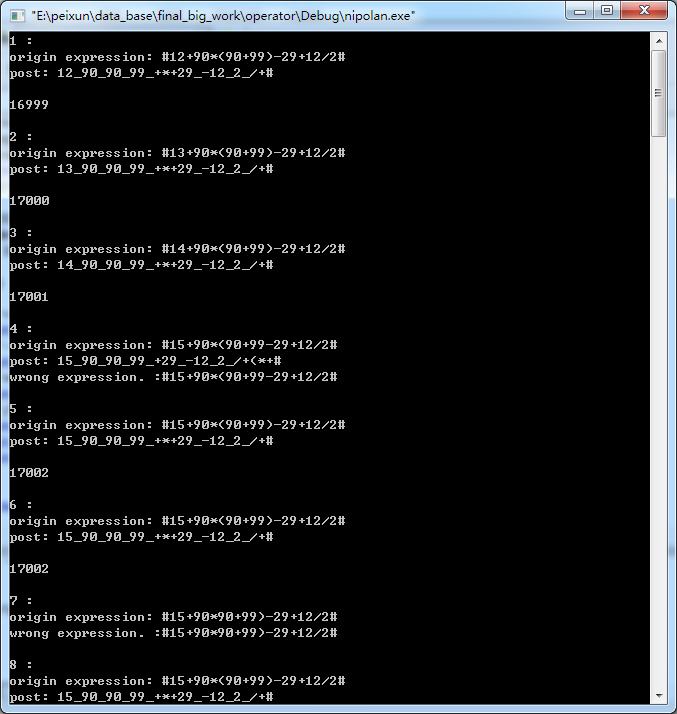 "E:\peixun\data_base\final_big_work\operator\Debug\nipolan.exe"
1 :
origin expression: #12+90*(90+99)-29+12/2#
post: 12_90_90_99_+*+29_-12_2_/+#
16999
2 :
origin expression: #13+90*(90+99)-29+12/2#
post: 13_90_90_99_+*+29_-12_2_/+#
17000
3 :
origin expression: #14+90*(90+99)-29+12/2#
post: 14_90_90_99_+*+29_-12_2_/+#
17001
4 :
origin expression: #15+90*(90+99-29+12/2#
post: 15_90_90_99_+29_-12_2_/+(*+#
wrong expression. :#15+90*(90+99-29+12/2#
5 :
origin expression: #15+90*(90+99)-29+12/2#
post: 15_90_90_99_+*+29_-12_2_/+#
17002
6 :
origin expression: #15+90*(90+99)-29+12/2#
post: 15_90_90_99_+*+29_-12_2_/+#
17002
7 :
origin expression: #15+90*90+99)-29+12/2#
wrong expression. :#15+90*90+99)-29+12/2#
8 :
origin expression: #15+90*(90+99)-29+12/2#
post: 15_90_90_99_+*+29_-12_2_/+#